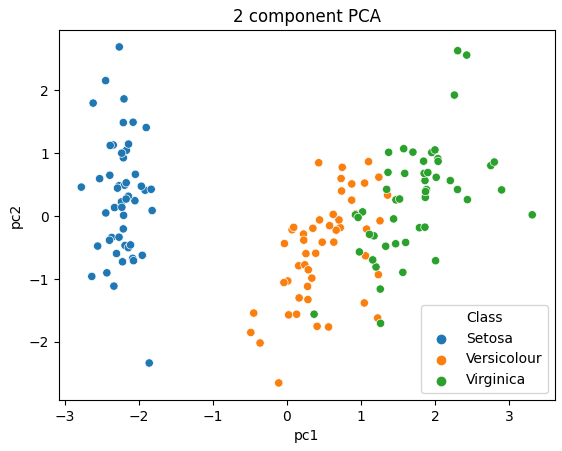 2 component PCA
pc2
2
1
0
−1
−2
Class
Setosa
Versicolour
Virginica
−3 −2 −1 0 1 2 3
pc1